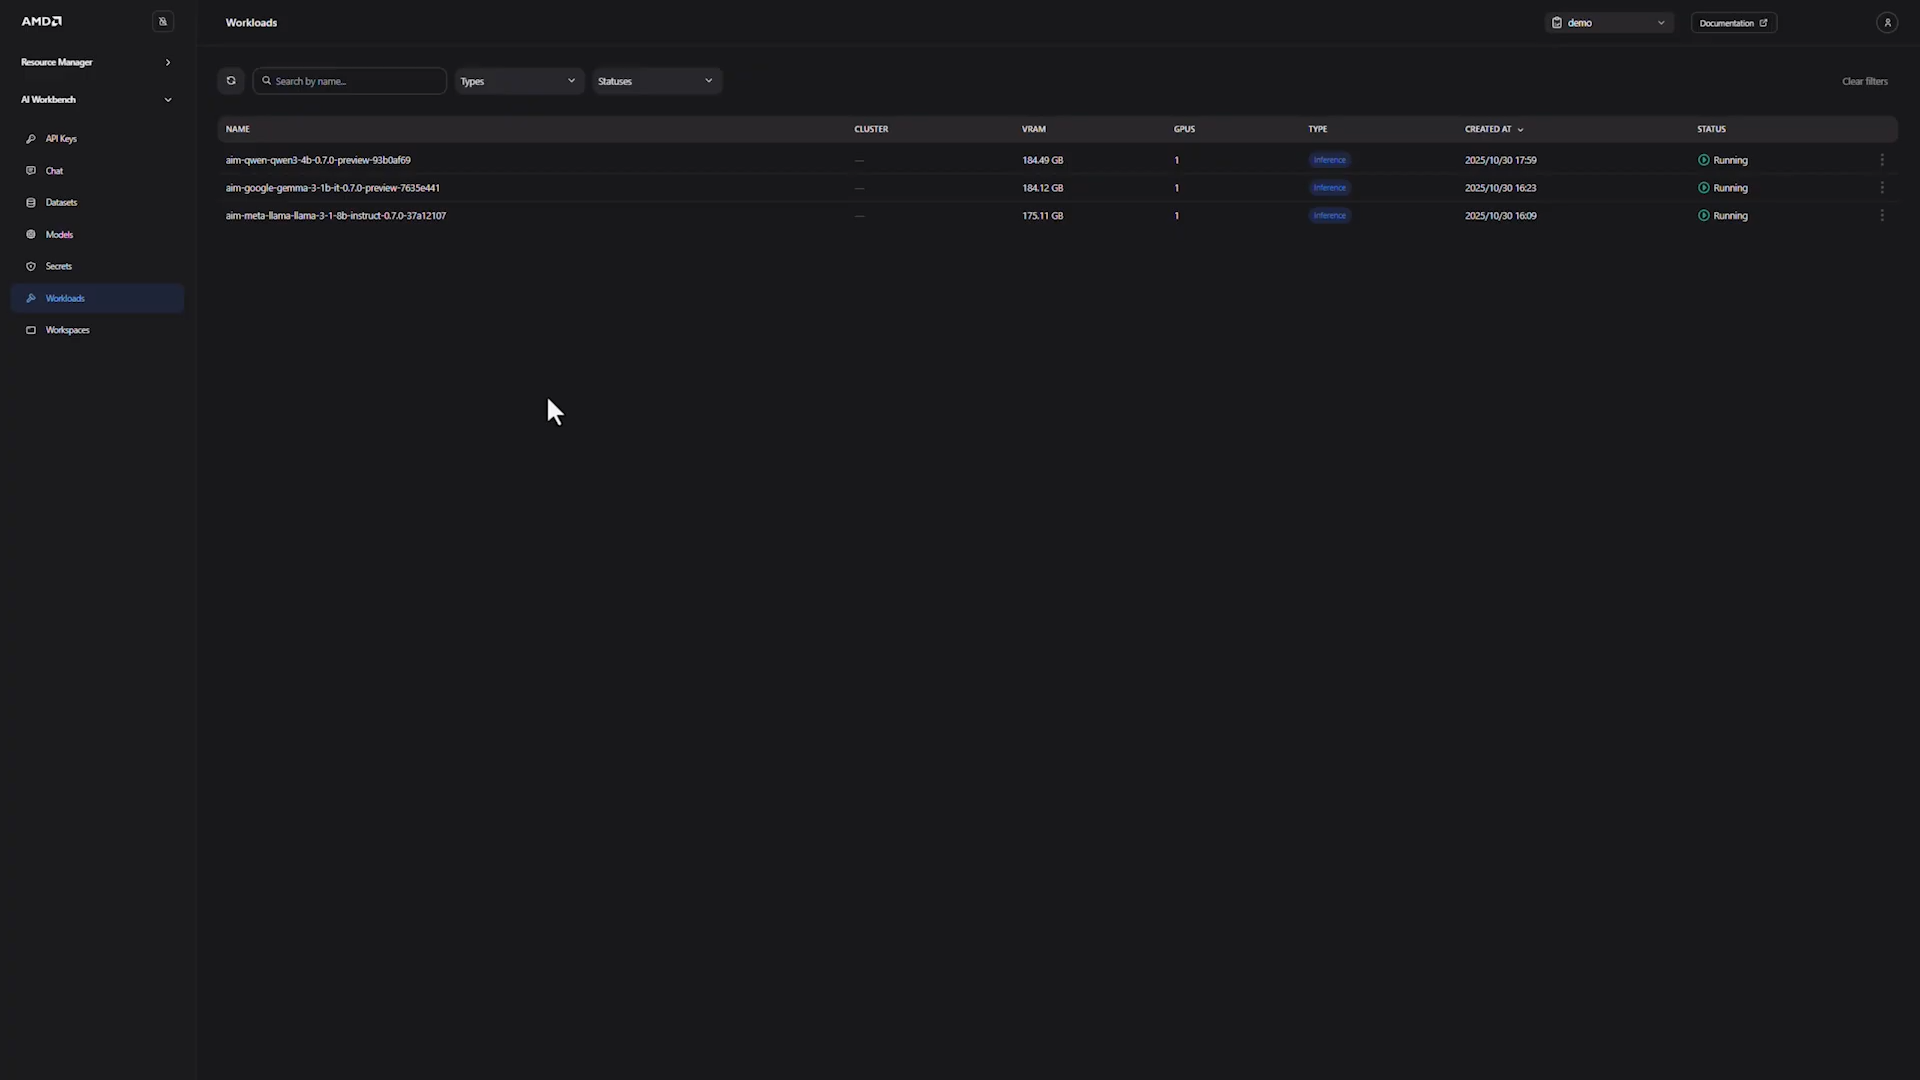 AMD
Workloads
demo
Documentation
Resource Manager
AI Workbench
API Keys
Chat
Datasets
Models
Secrets
Workloads
Workspaces
Search by name...
Types
Statuses
Clear filters
NAME CLUSTER VRAM GPUS TYPE CREATED AT STATUS
aim-qwen-qwen3-4b-0.7.0-preview-93b0af69 — 184.49 GB 1 Inference 2025/10/30 17:59 Running
aim-google-gemma-3-1b-it-0.7.0-preview-7635e441 — 184.12 GB 1 Inference 2025/10/30 16:23 Running
aim-meta-llama-llama-3-1-8b-instruct-0.7.0-37a12107 — 175.11 GB 1 Inference 2025/10/30 16:09 Running